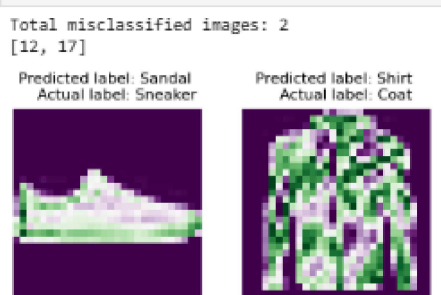 Total misclassified images: 2
[12, 17]
Predicted label: Sandal
Actual label: Sneaker
Predicted label: Shirt
Actual label: Coat